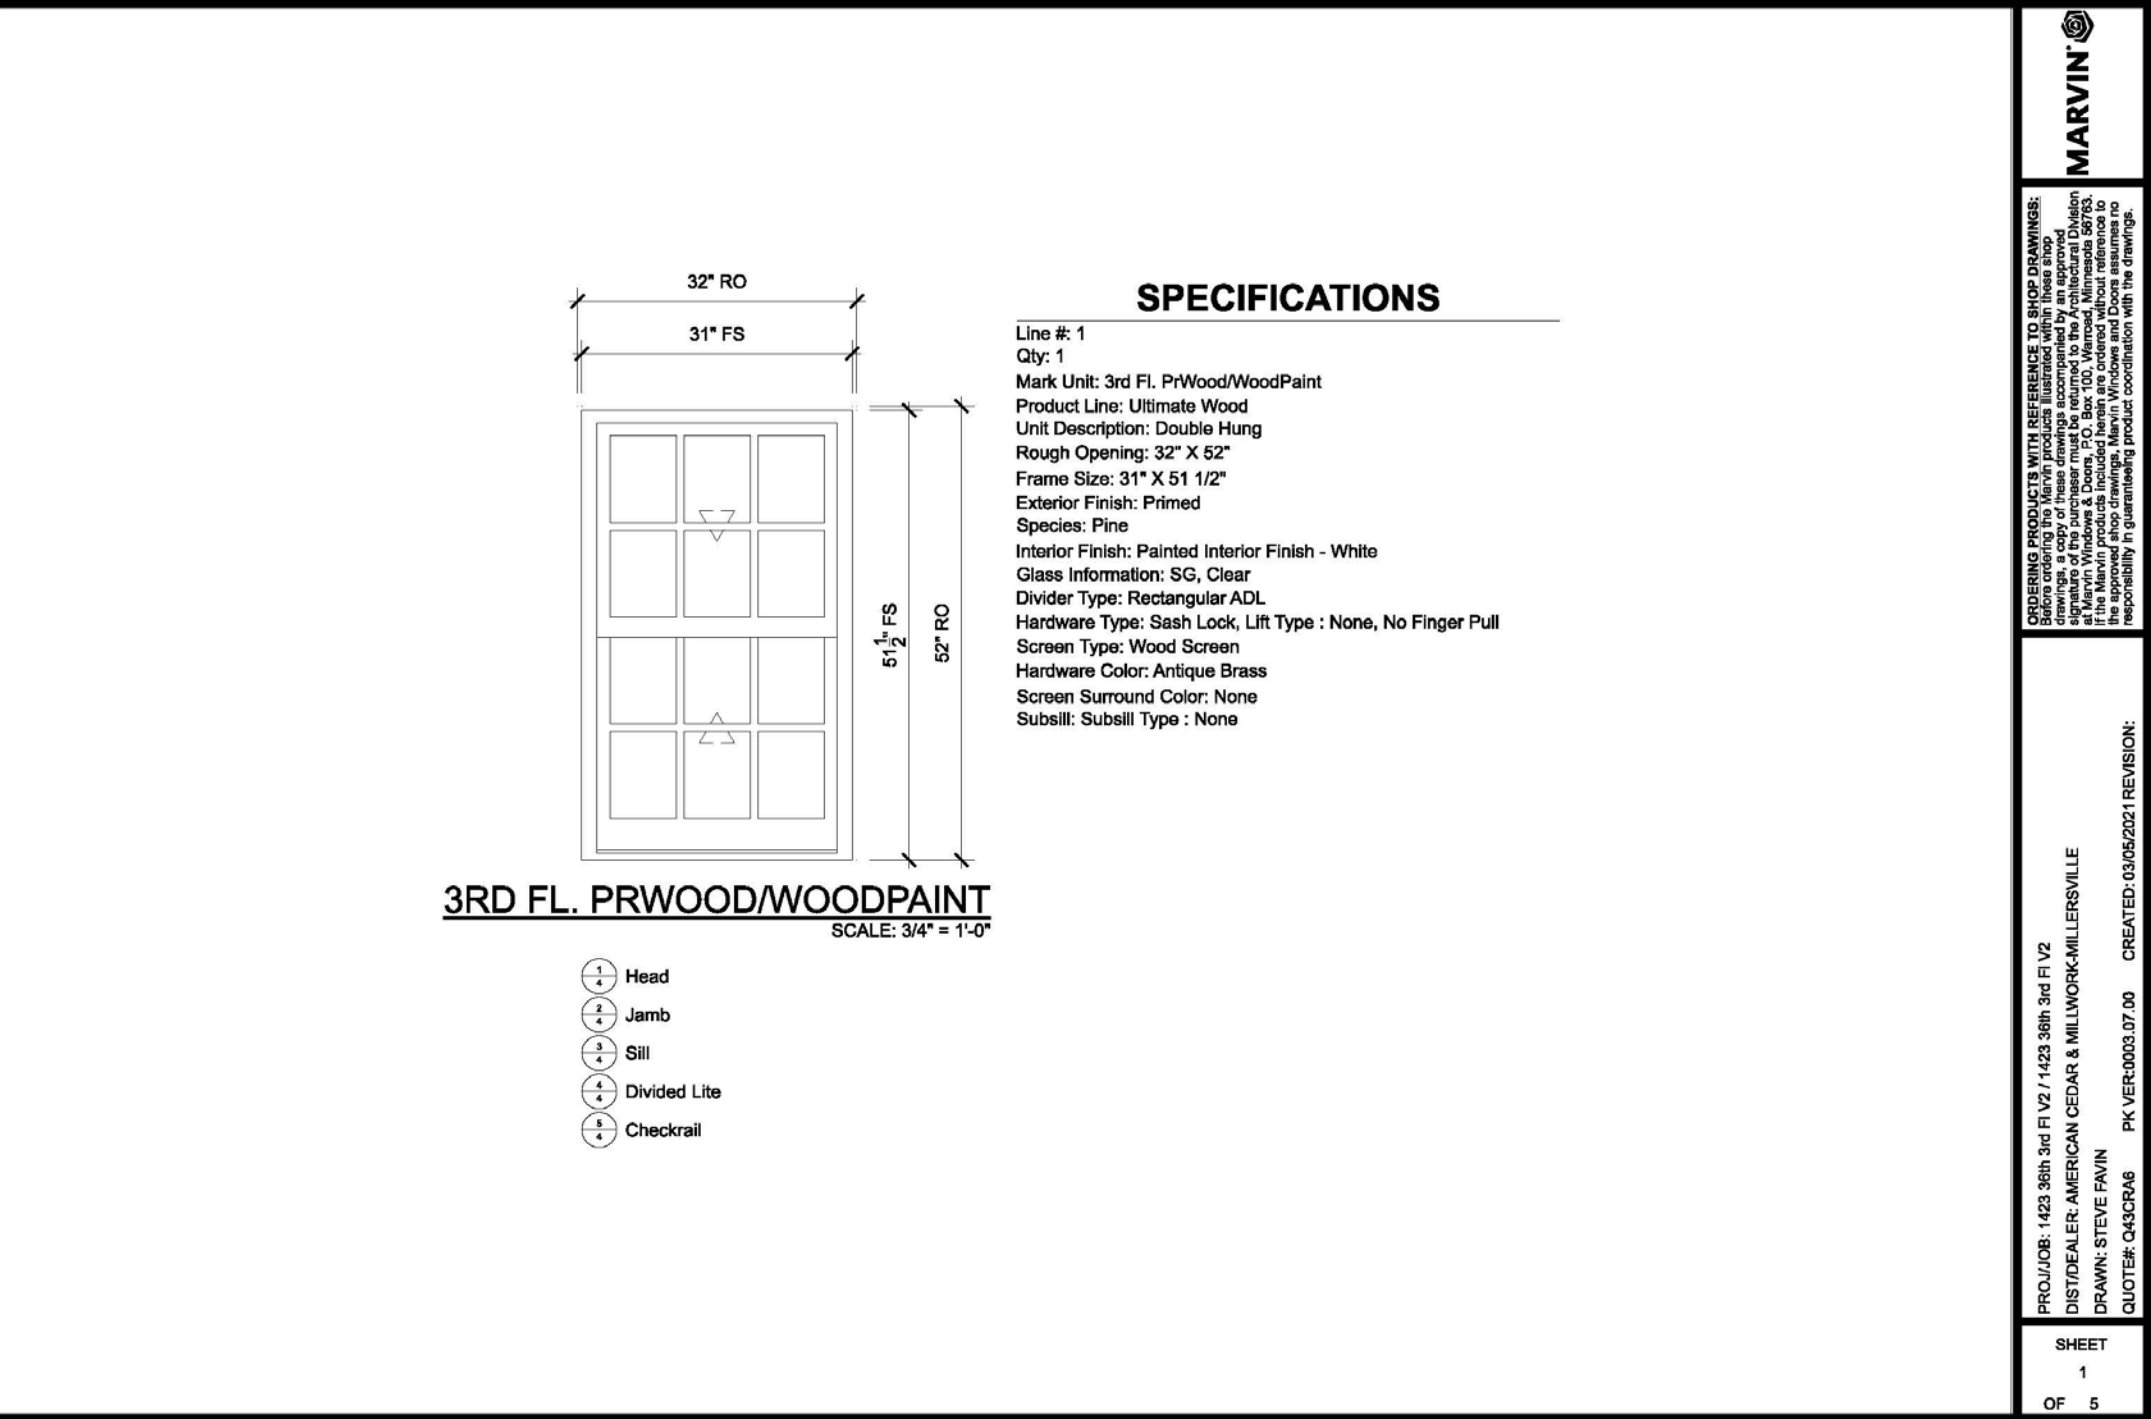 32" RO
31" FS
51 1/2" FS
52" RO
3RD FL. PRWOOD/WOODPAINT
SCALE: 3/4" = 1'-0"
1
4
Head
2
4
Jamb
3
4
Sill
4
4
Divided Lite
5
4
Checkrail
SPECIFICATIONS
Line #: 1
Qty: 1
Mark Unit: 3rd Fl. PrWood/WoodPaint
Product Line: Ultimate Wood
Unit Description: Double Hung
Rough Opening: 32" X 52"
Frame Size: 31" X 51 1/2"
Exterior Finish: Primed
Species: Pine
Interior Finish: Painted Interior Finish - White
Glass Information: SG, Clear
Divider Type: Rectangular ADL
Hardware Type: Sash Lock, Lift Type : None, No Finger Pull
Screen Type: Wood Screen
Hardware Color: Antique Brass
Screen Surround Color: None
Subsill: Subsill Type : None
MARVIN
ORDERING PRODUCTS WITH REFERENCE TO SHOP DRAWINGS:
Before ordering the Marvin products illustrated within these shop
drawings, a copy of these drawings accompanied by an approved
signature of the purchaser must be returned to the Architectural Division
at Marvin Windows & Doors, P.O. Box 100, Warroad, Minnesota 56763.
If the Marvin products included herein are ordered without reference to
the approved shop drawings, Marvin Windows and Doors assumes no
responsibility in guaranteeing product coordination with the drawings.
PROJ/JOB: 1423 36th 3rd Fl V2 / 1423 36th 3rd Fl V2
DIST/DEALER: AMERICAN CEDAR & MILLWORK-MILLERSVILLE
DRAWN: STEVE FAVIN
QUOTE#: Q43CRA6 PK VER:0003.07.00 CREATED: 03/05/2021 REVISION:
SHEET
1
OF 5